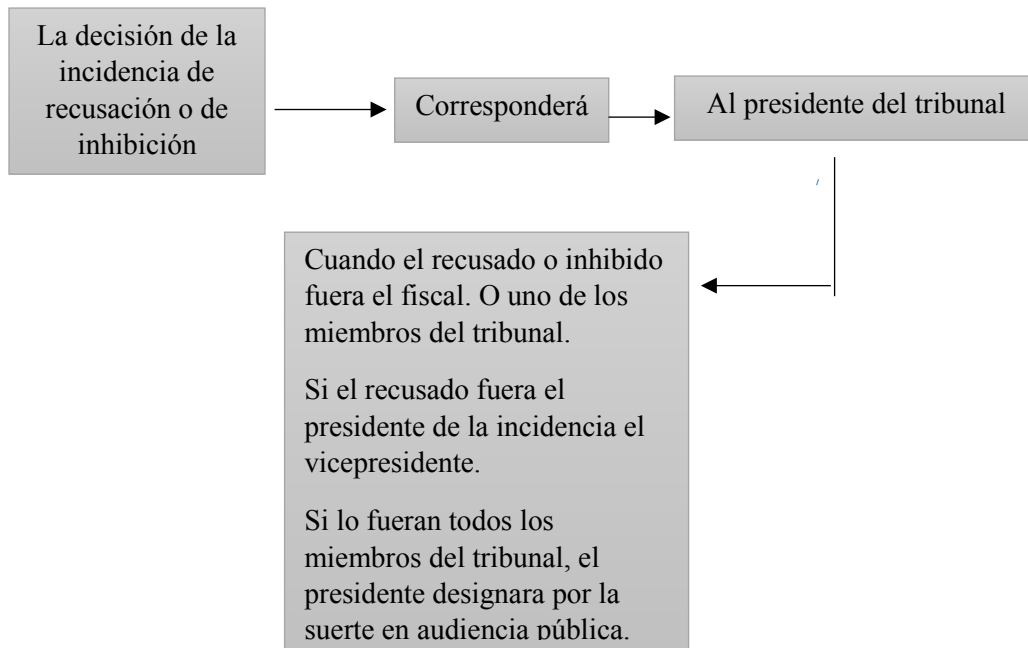 La decisión de la
incidencia de
recusación o de
inhibición
Corresponderá
Al presidente del tribunal
Cuando el recusado o inhibido
fuera el fiscal. O uno de los
miembros del tribunal.
Si el recusado fuera el
presidente de la incidencia el
vicepresidente.
Si lo fueran todos los
miembros del tribunal, el
presidente designara por la
suerte en audiencia pública.